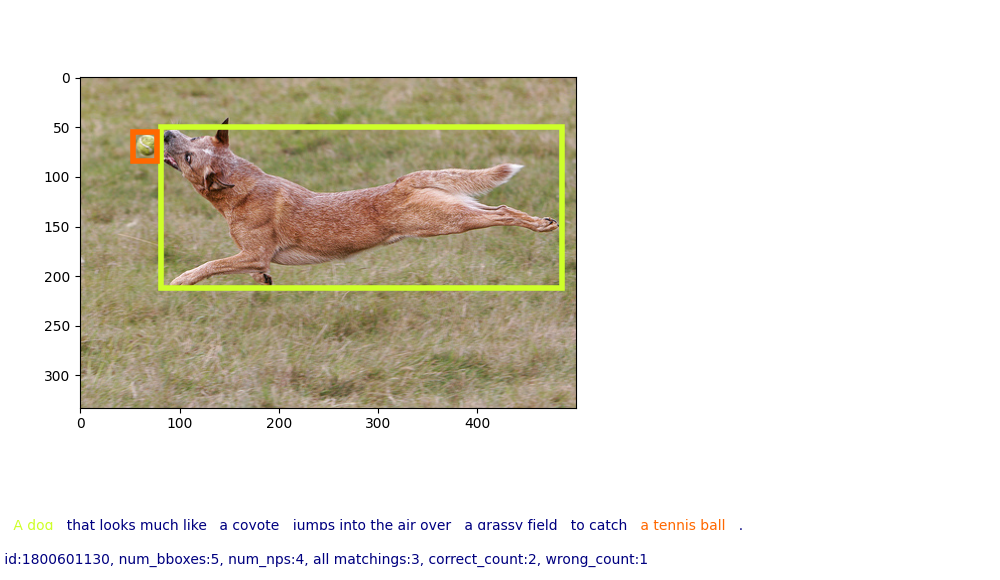 0
50
100
150
200
250
300
0 100 200 300 400
A dog that looks much like a coyote jumps into the air over a grassy field to catch a tennis ball .
id:1800601130, num_bboxes:5, num_nps:4, all matchings:3, correct_count:2, wrong_count:1